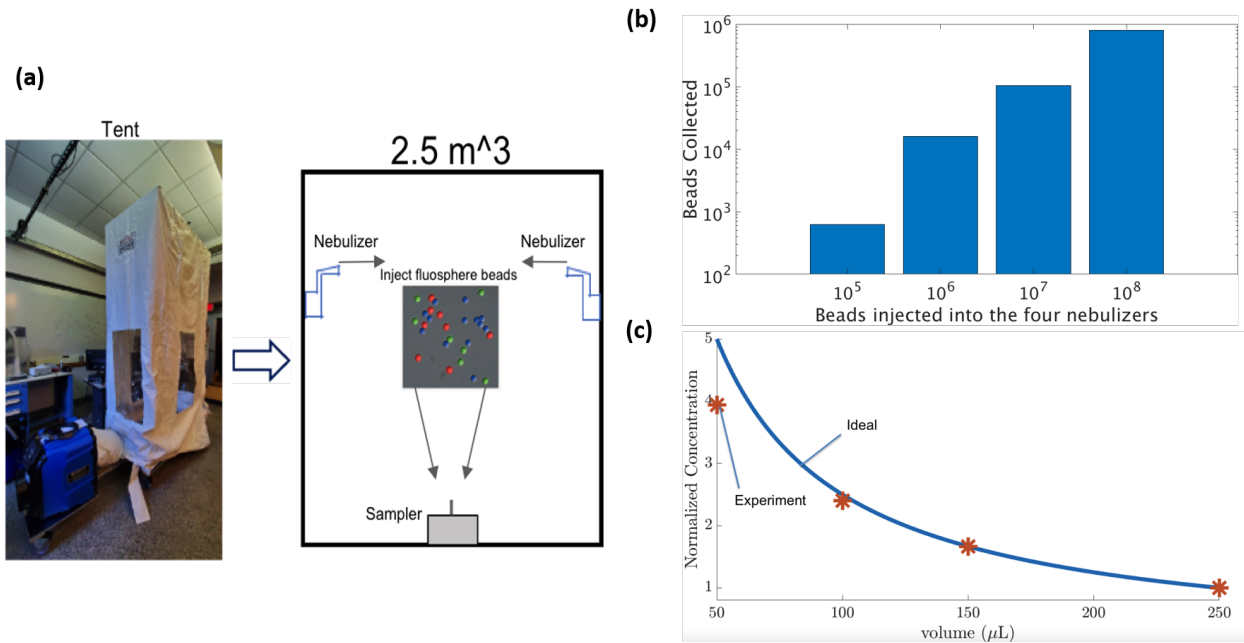 (a)
Tent
2.5 m^3
Nebulizer
Nebulizer
Inject fluosphere beads
Sampler
(b)
Beads Collected
10^6
10^5
10^4
10^3
10^2
10^5 10^6 10^7 10^8
Beads injected into the four nebulizers
(c)
Normalized Concentration
5
4
3
2
1
Ideal
Experiment
50 100 150 200 250
volume (μL)